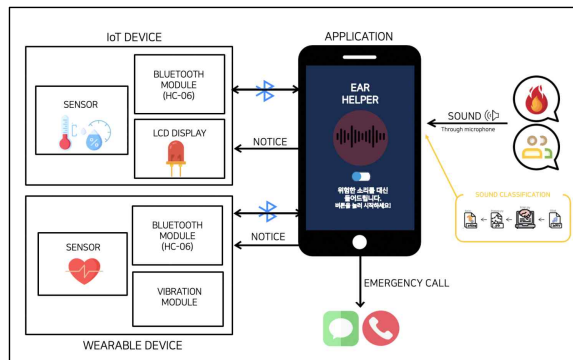 IoT DEVICE
SENSOR
BLUETOOTH
MODULE
(HC-06)
LCD DISPLAY
NOTICE
APPLICATION
EAR
HELPER
위험한 소리를 대신
들어드립니다.
버튼을 눌러 시작하세요!
SOUND
Through microphone
SOUND CLASSIFICATION
SENSOR
BLUETOOTH
MODULE
(HC-06)
VIBRATION
MODULE
NOTICE
WEARABLE DEVICE
EMERGENCY CALL